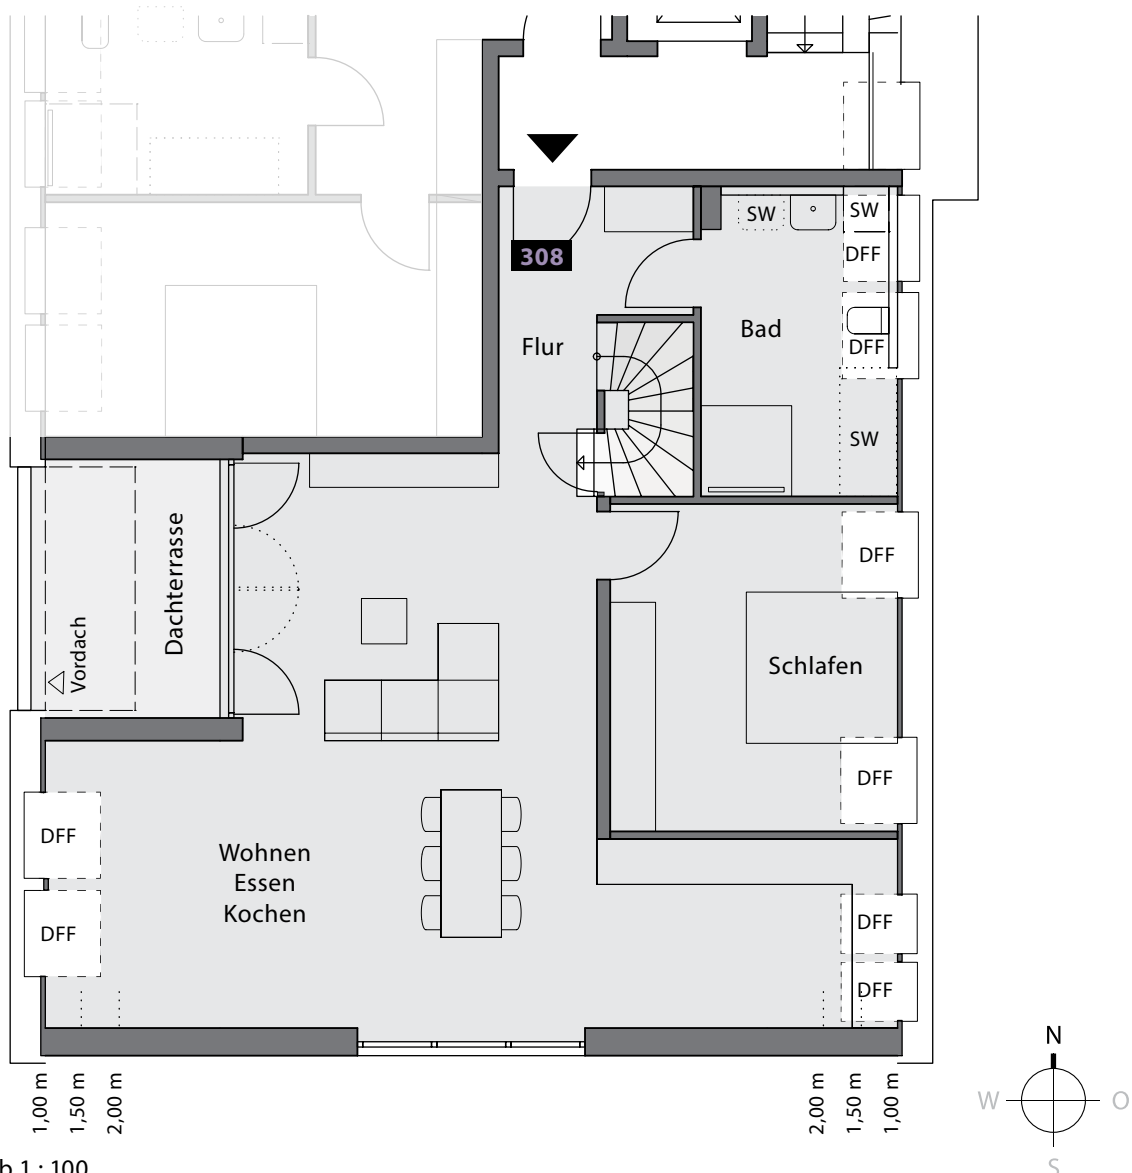 SW
SW
DFF
308
Bad
Flur
DFF
SW
Dachterrasse
DFF
Vordach
Schlafen
DFF
DFF
Wohnen
Essen
Kochen
DFF
DFF
DFF
N
W
O
S
1,00 m
1,50 m
2,00 m
2,00 m
1,50 m
1,00 m
b 1 : 100